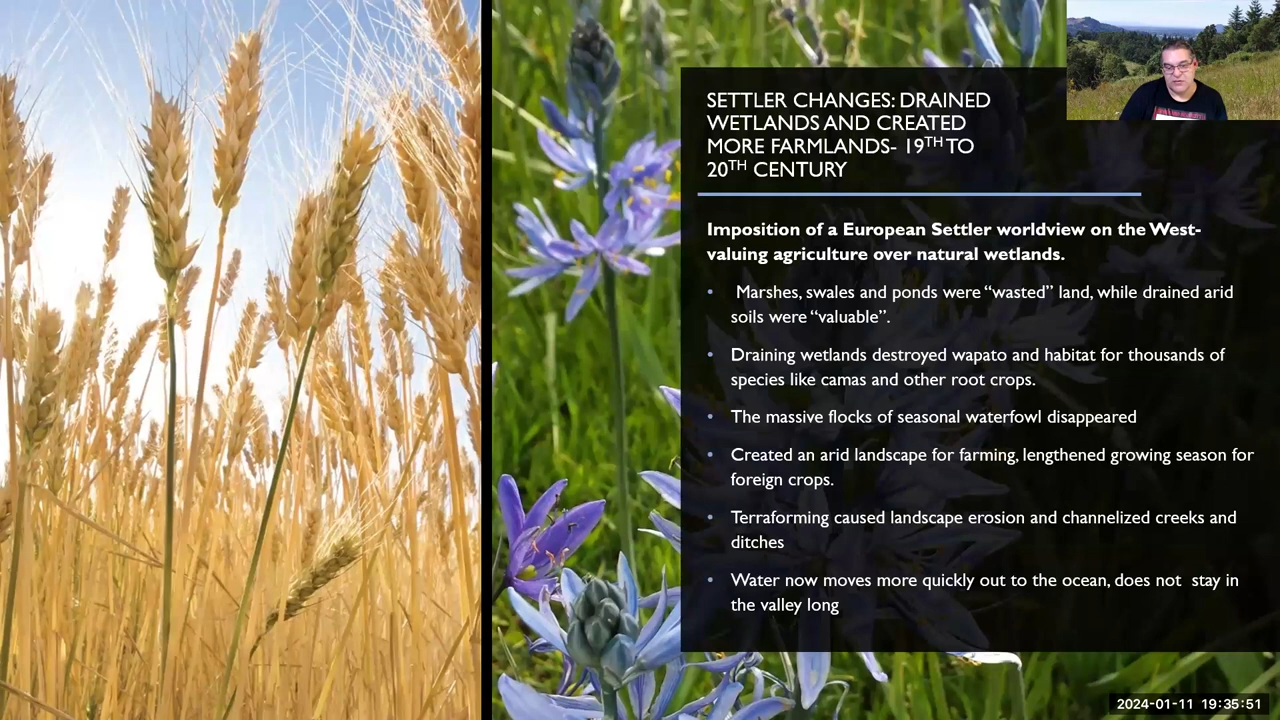 SETTLER CHANGES: DRAINED
WETLANDS AND CREATED
MORE FARMLANDS- 19TH TO
20TH CENTURY
Imposition of a European Settler worldview on the West-
valuing agriculture over natural wetlands.
• Marshes, swales and ponds were “wasted” land, while drained arid
soils were “valuable”.
• Draining wetlands destroyed wapato and habitat for thousands of
species like camas and other root crops.
• The massive flocks of seasonal waterfowl disappeared
• Created an arid landscape for farming, lengthened growing season for
foreign crops.
• Terraforming caused landscape erosion and channelized creeks and
ditches
• Water now moves more quickly out to the ocean, does not stay in
the valley long
2024-01-11 19:35:51